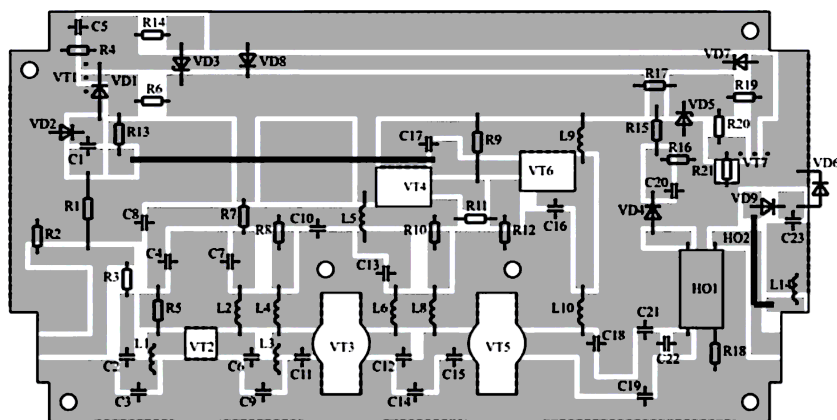 C5
R14
R4
VT1
VD1
VD3
VD8
R6
VD7
R17
R19
VD2
R13
C1
C17
R9
L9
R15
VD5
R20
R16
VT4
VT6
C20
R21
VT7
VD6
R1
R2
C8
R7
R8
C10
L5
R11
R10
R12
C16
VD4
VD9
HO2
C23
C4
C7
C13
R3
R5
L2
L4
L6
L8
L10
HO1
L14
L1
VT2
L3
VT3
VT5
C21
C18
C22
R18
C2
C3
C6
C9
C11
C12
C14
C15
C19